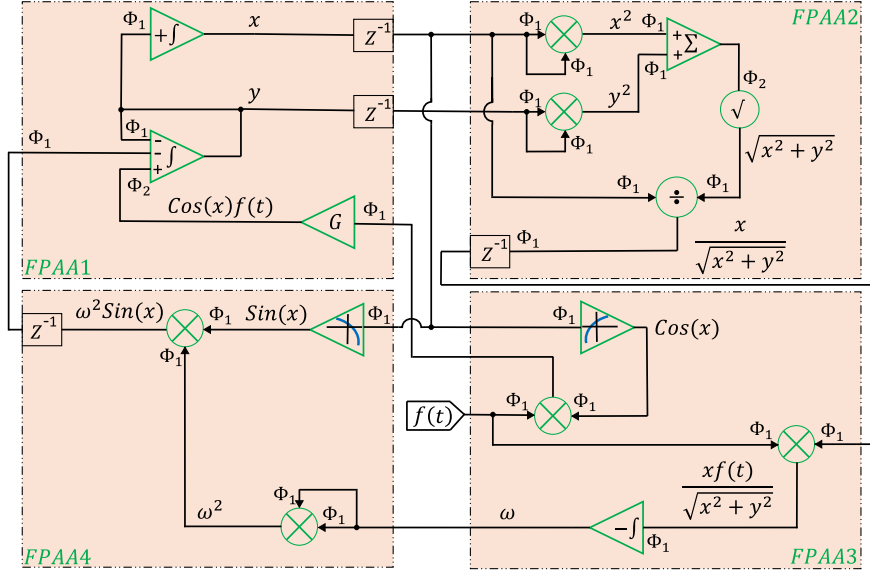 Φ₁ x Z⁻¹
+∫
y Z⁻¹
Φ₁
Φ₁ - - + ∫
Φ₂
Cos(x)f(t) G Φ₁
FPAA1
FPAA2
Φ₁ x² Φ₁
Φ₁ + + Σ
Φ₁ y² Φ₁
Φ₁
Φ₂
√
√x² + y²
Φ₁ ÷ Φ₁
Z⁻¹ Φ₁
x
√x² + y²
ω²Sin(x) Φ₁ Sin(x) Φ₁
Z⁻¹
Φ₁
Φ₁ Cos(x)
f(t) Φ₁ Φ₁
Φ₁ Φ₁
xf(t)
√x² + y²
ω² Φ₁ Φ₁
ω -∫ Φ₁
FPAA4
FPAA3